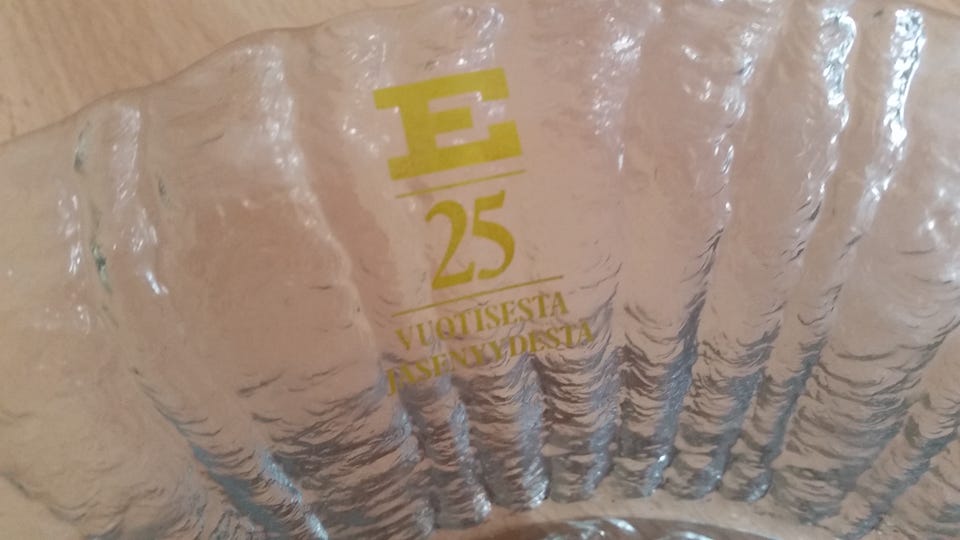 E
25
VUOTISESTA
JÄSENYYDESTÄ